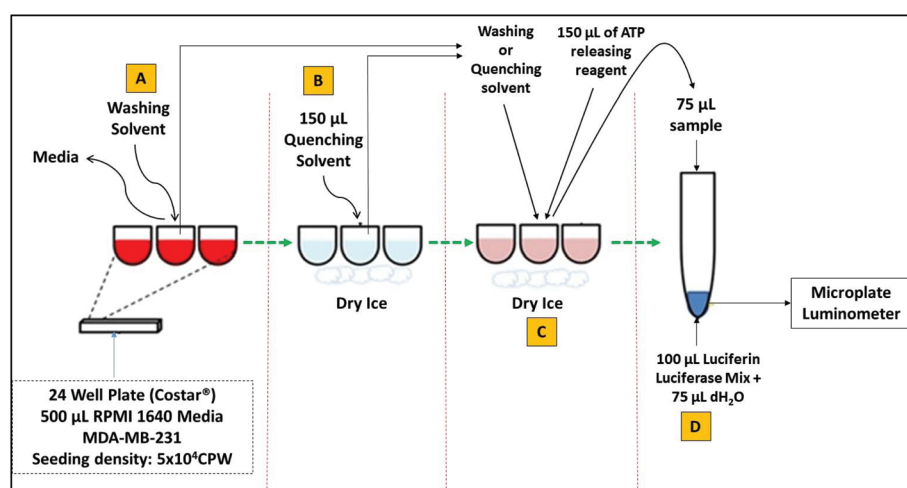 A
Washing
Solvent
Media
B
150 µL
Quenching
Solvent
Dry Ice
Washing
or
Quenching
solvent
150 µL of ATP
releasing
reagent
Dry Ice
C
75 µL
sample
Microplate
Luminometer
100 µL Luciferin
Luciferase Mix +
75 µL dH₂O
D
24 Well Plate (Costar®)
500 µL RPMI 1640 Media
MDA-MB-231
Seeding density: 5x10⁴CPW